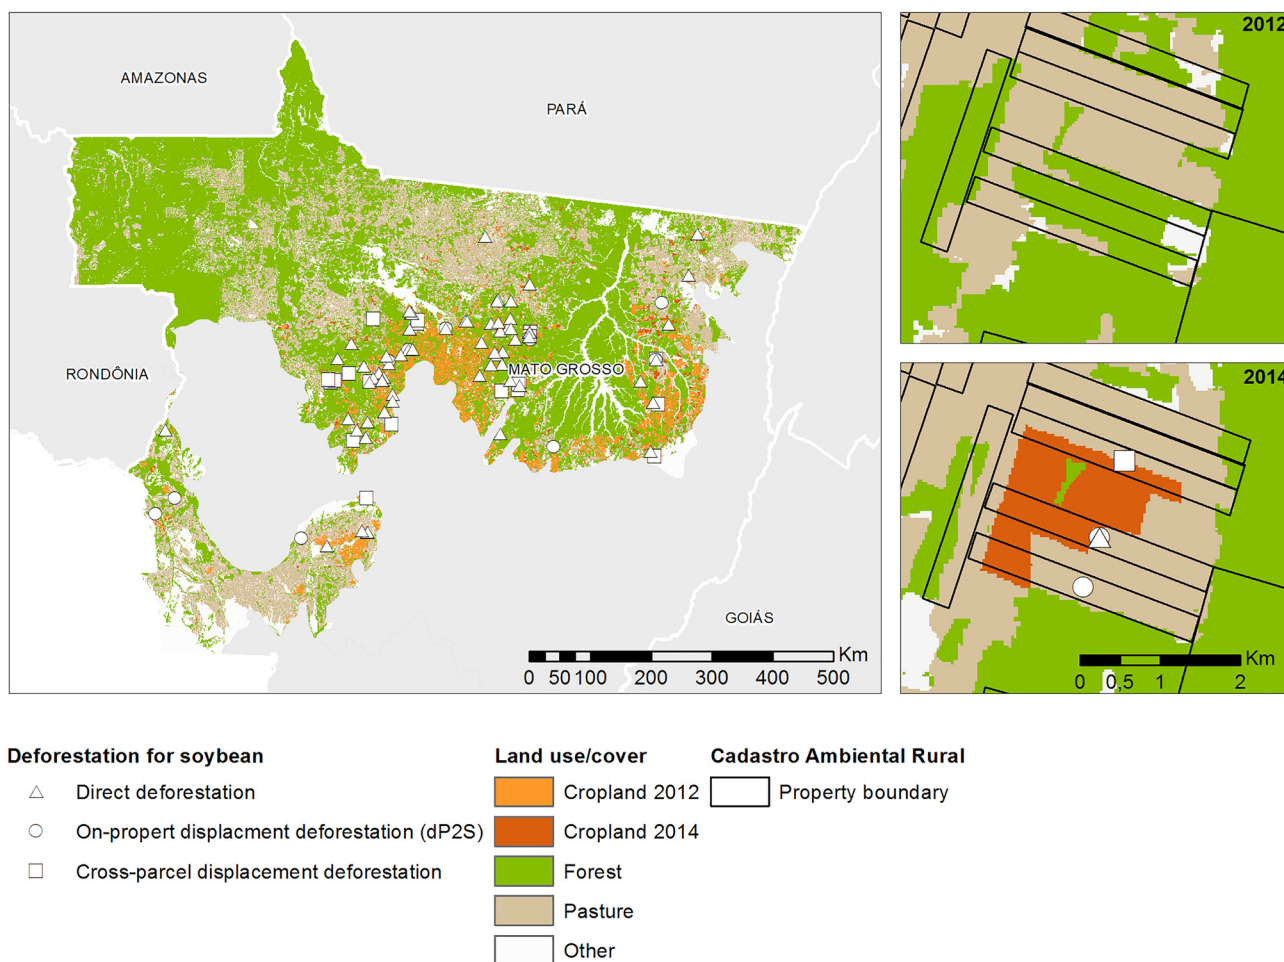 AMAZONAS
PARÁ
RONDÔNIA
MATO GROSSO
GOIÁS
Km
0 50 100 200 300 400 500
2012
2014
Km
0 0,5 1 2
Deforestation for soybean
Direct deforestation
On-propert displacment deforestation (dP2S)
Cross-parcel displacement deforestation
Land use/cover
Cropland 2012
Cropland 2014
Forest
Pasture
Other
Cadastro Ambiental Rural
Property boundary